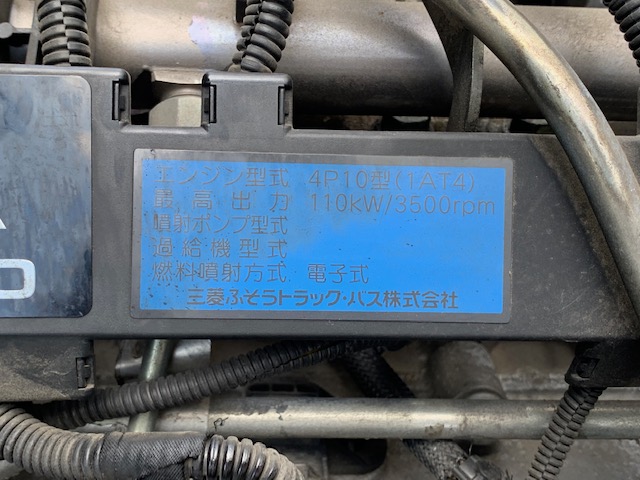 エンジン型式 4P10型(1AT4)
最高出力 110kW/3500rpm
噴射ポンプ型式
過給機型式
燃料噴射方式 電子式
三菱ふそうトラック・バス株式会社